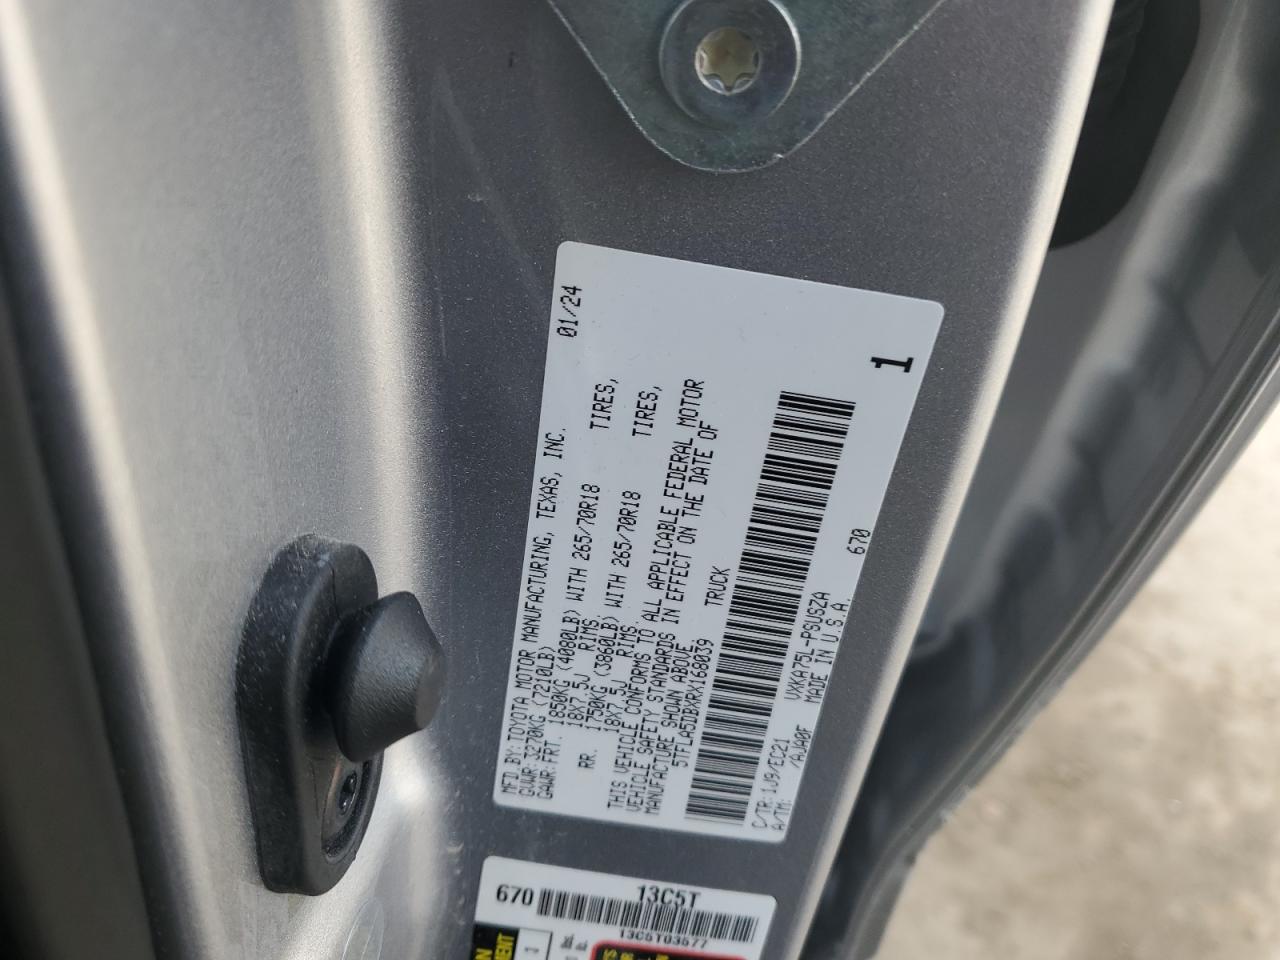 MFD BY: TOYOTA MOTOR MANUFACTURING, TEXAS, INC. 01/24
GVWR: 3270KG (7210LB)
GAWR: FRT. 1850KG (4080LB) WITH 265/70R18 TIRES,
18X7.5J RIMS.
RR. 1750KG (3860LB) WITH 265/70R18 TIRES,
18X7.5J RIMS.
THIS VEHICLE CONFORMS TO ALL APPLICABLE FEDERAL MOTOR
VEHICLE SAFETY STANDARDS IN EFFECT ON THE DATE OF
MANUFACTURE SHOWN ABOVE.
5TFLA5DBXRX168039 TRUCK
C/TR: 1J9/EC21 VXKA75L-PSUSZA
A/TM: /AJA0F MADE IN U.S.A. 670
1
13C5T
670
13C5T03577